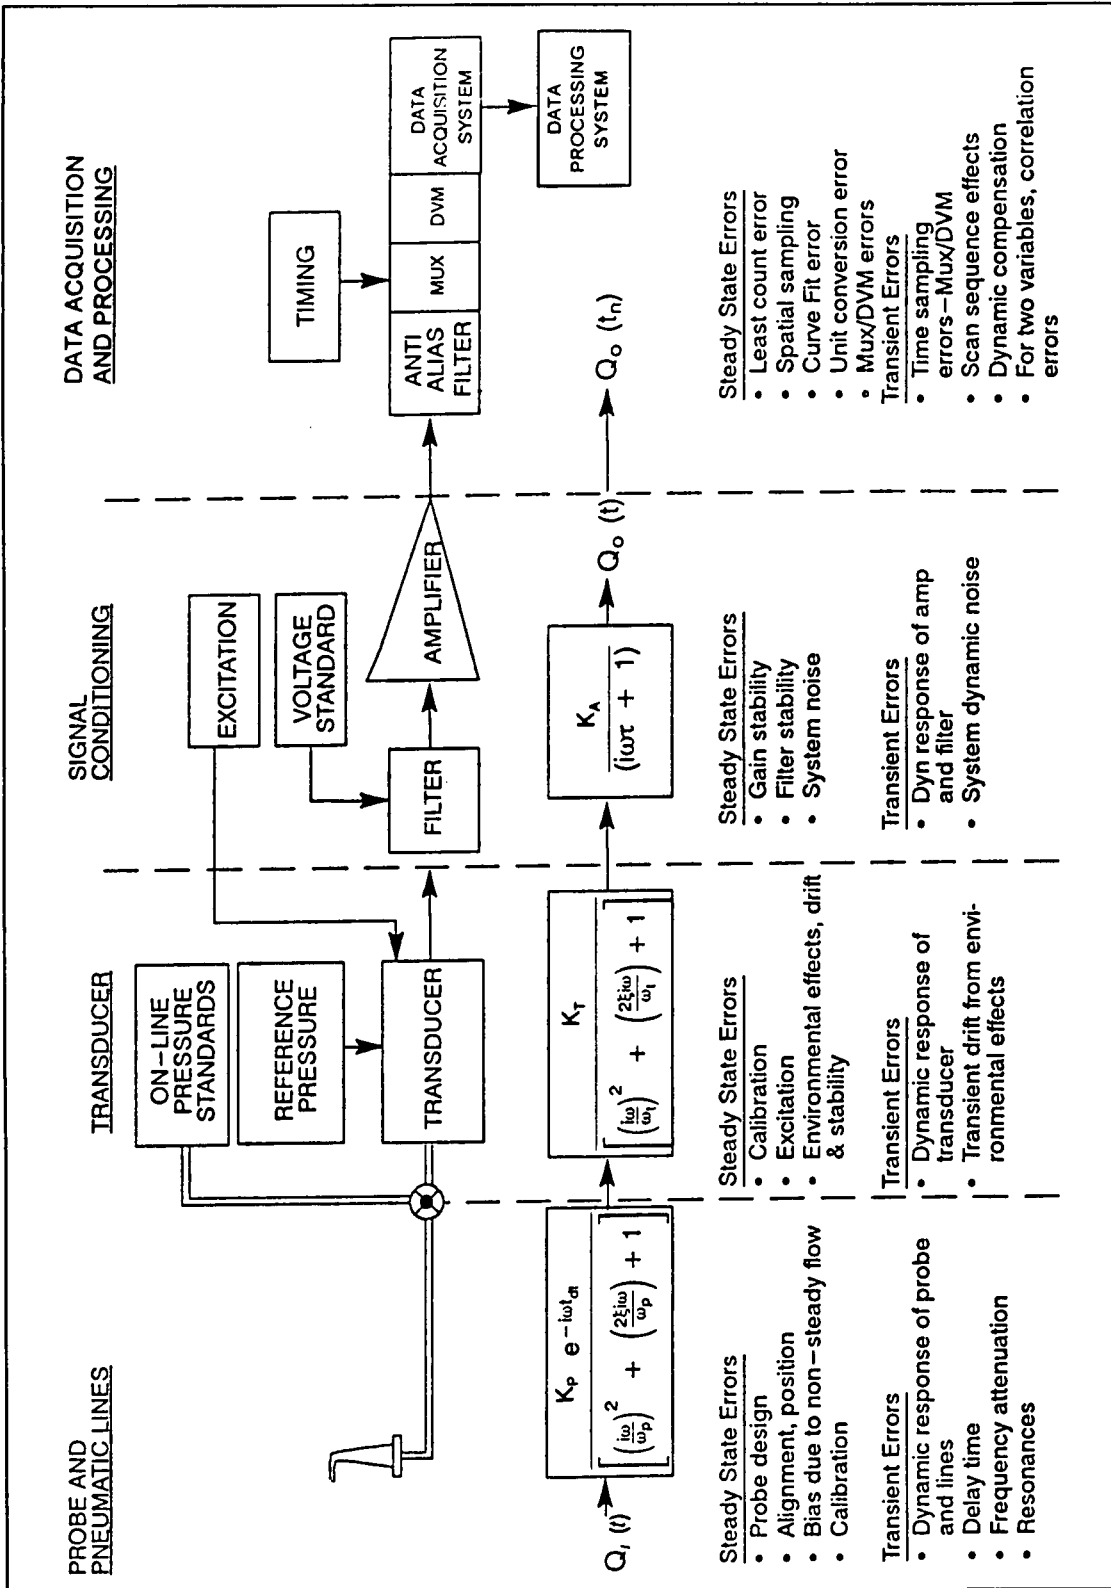 PROBE AND
PNEUMATIC LINES
TRANSDUCER
SIGNAL
CONDITIONING
DATA ACQUISITION
AND PROCESSING
ON-LINE
PRESSURE
STANDARDS
REFERENCE
PRESSURE
TRANSDUCER
EXCITATION
VOLTAGE
STANDARD
FILTER
AMPLIFIER
TIMING
ANTI
ALIAS
FILTER
MUX
DVM
DATA
ACQUISITION
SYSTEM
DATA
PROCESSING
SYSTEM
Q_I (t)
K_P e^{-iωt_{dt}}
[(iω/ω_p)^2 + (2ξiω/ω_p) + 1]
K_T
[(iω/ω_t)^2 + (2ξiω/ω_t) + 1]
K_A
(iωτ + 1)
Q_o (t)
Q_o (t_n)
Steady State Errors
• Probe design
• Alignment, position
• Bias due to non-steady flow
• Calibration
Transient Errors
• Dynamic response of probe
and lines
• Delay time
• Frequency attenuation
• Resonances
Steady State Errors
• Calibration
• Excitation
• Environmental effects, drift
& stability
Transient Errors
• Dynamic response of
transducer
• Transient drift from envi-
ronmental effects
Steady State Errors
• Gain stability
• Filter stability
• System noise
Transient Errors
• Dyn response of amp
and filter
• System dynamic noise
Steady State Errors
• Least count error
• Spatial sampling
• Curve Fit error
• Unit conversion error
• Mux/DVM errors
Transient Errors
• Time sampling
errors-Mux/DVM
• Scan sequence effects
• Dynamic compensation
• For two variables, correlation
errors